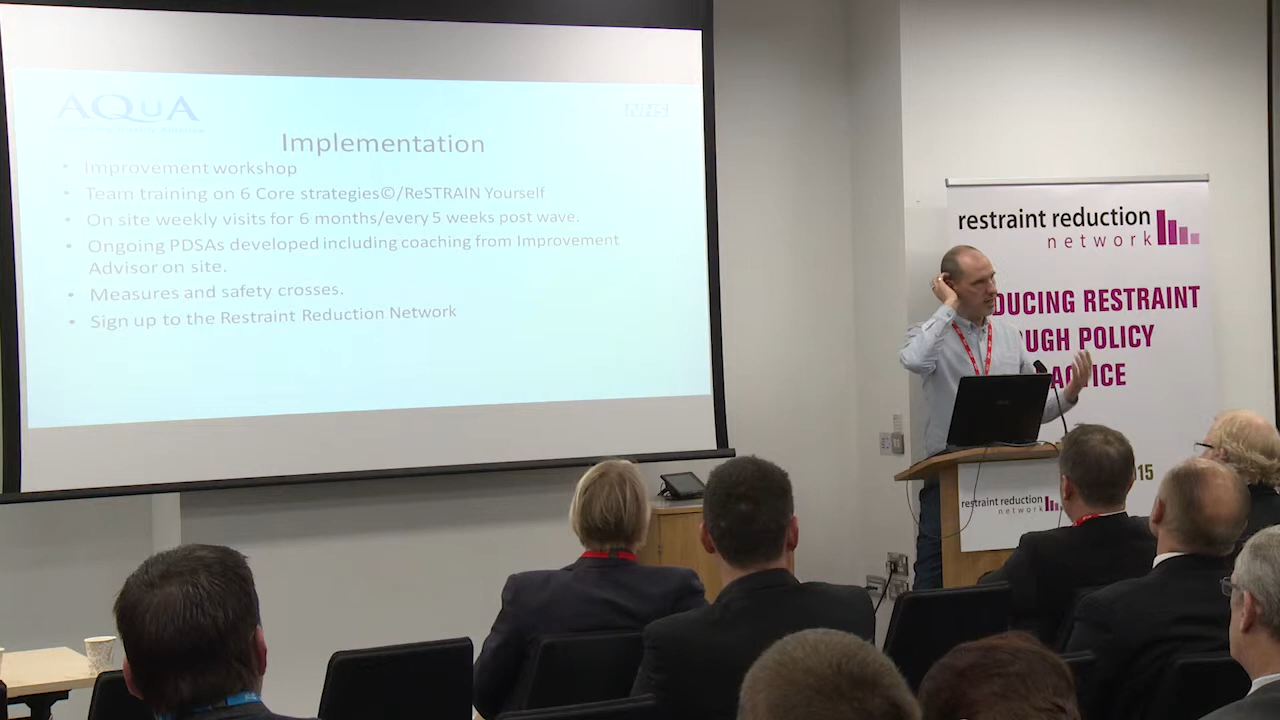 AQuA
NHS
Implementation
• Improvement workshop
• Team training on 6 Core strategies©/ReSTRAIN Yourself
• On site weekly visits for 6 months/every 5 weeks post wave.
• Ongoing PDSAs developed including coaching from Improvement
Advisor on site.
• Measures and safety crosses.
• Sign up to the Restraint Reduction Network
restraint reduction
network
DUCING RESTRAINT
UGH POLICY
ACTICE
15
restraint reduction
network